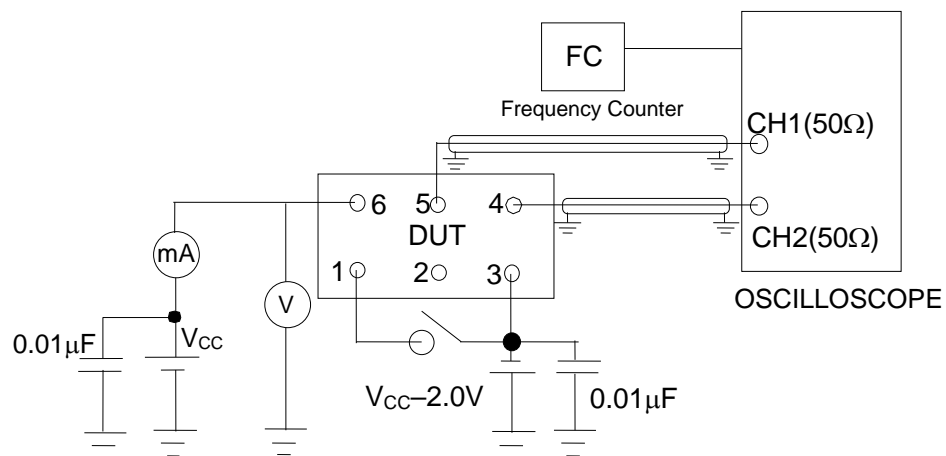 FC
Frequency Counter
CH1(50Ω)
6 5 4
DUT
CH2(50Ω)
mA
1 2 3
V
OSCILLOSCOPE
0.01μF
VCC
VCC–2.0V
0.01μF